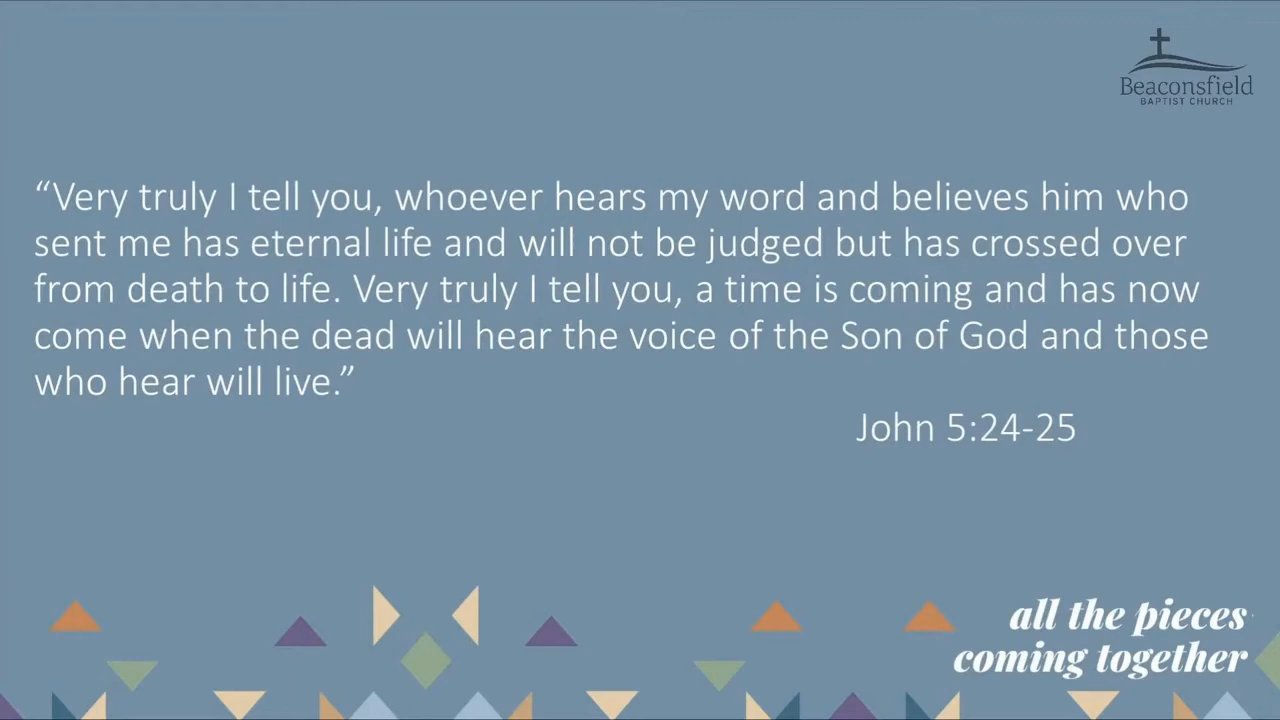 Beaconsfield
BAPTIST CHURCH
“Very truly I tell you, whoever hears my word and believes him who
sent me has eternal life and will not be judged but has crossed over
from death to life. Very truly I tell you, a time is coming and has now
come when the dead will hear the voice of the Son of God and those
who hear will live.”
John 5:24-25
all the pieces
coming together